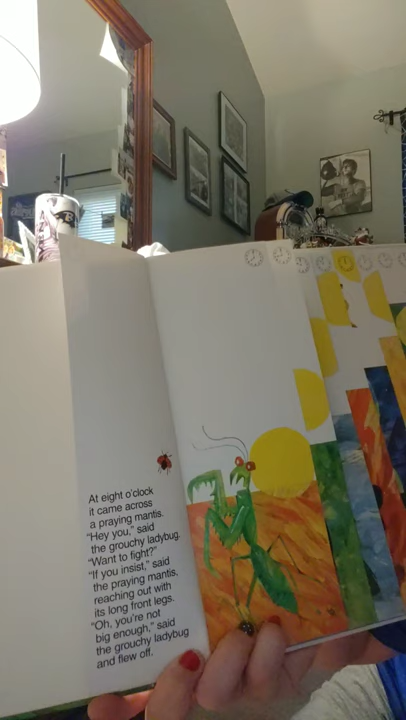 At eight o'clock
it came across
a praying mantis.
"Hey you," said
the grouchy ladybug.
"Want to fight?"
"If you insist," said
the praying mantis,
reaching out with
its long front legs.
"Oh, you're not
big enough," said
the grouchy ladybug
and flew off.